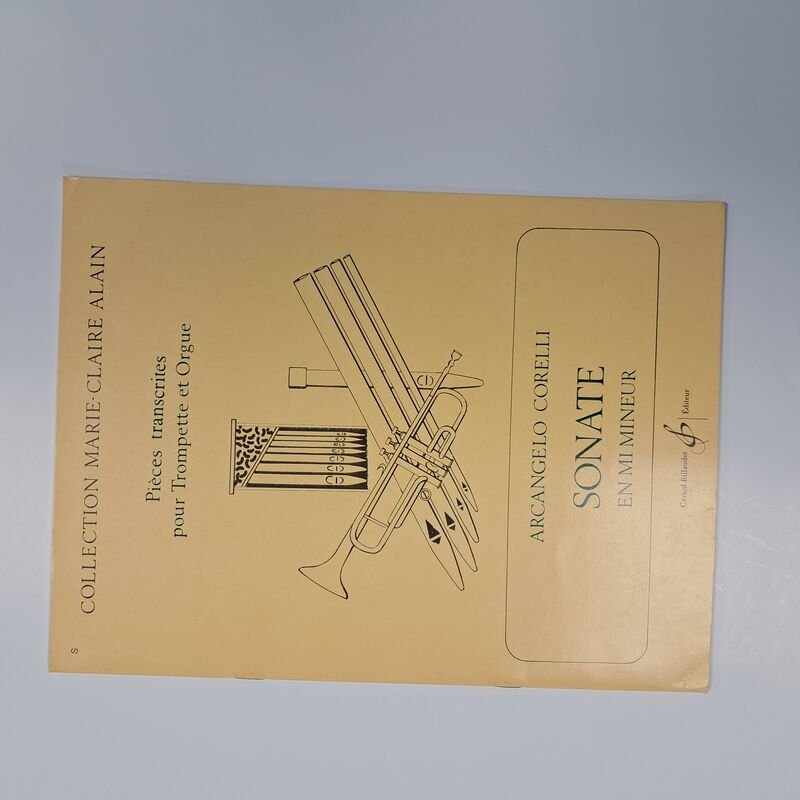 S
COLLECTION MARIE-CLAIRE ALAIN
Pièces transcrites
pour Trompette et Orgue
ARCANGELO CORELLI
SONATE
EN MI MINEUR
Gérard Billaudot Éditeur